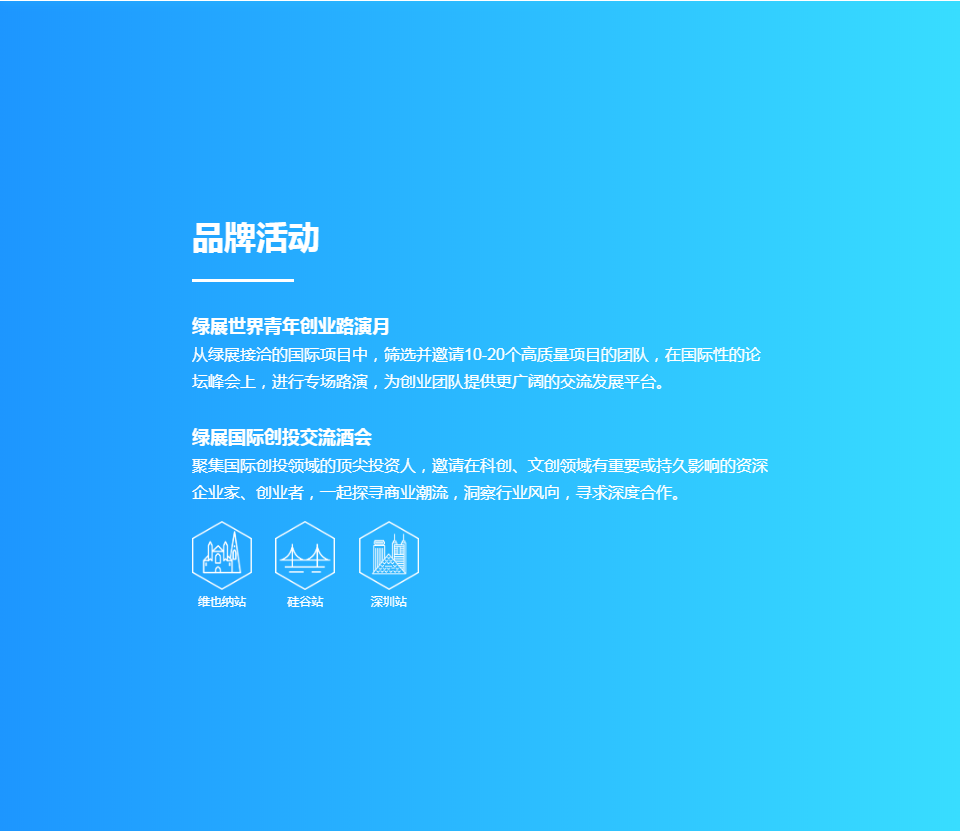 品牌活动
绿展世界青年创业路演月
从绿展接洽的国际项目中，筛选并邀请10-20个高质量项目的团队，在国际性的论
坛峰会上，进行专场路演，为创业团队提供更广阔的交流发展平台。
绿展国际创投交流酒会
聚集国际创投领域的顶尖投资人，邀请在科创、文创领域有重要或持久影响的资深
企业家、创业者，一起探寻商业潮流，洞察行业风向，寻求深度合作。
维也纳站 硅谷站 深圳站